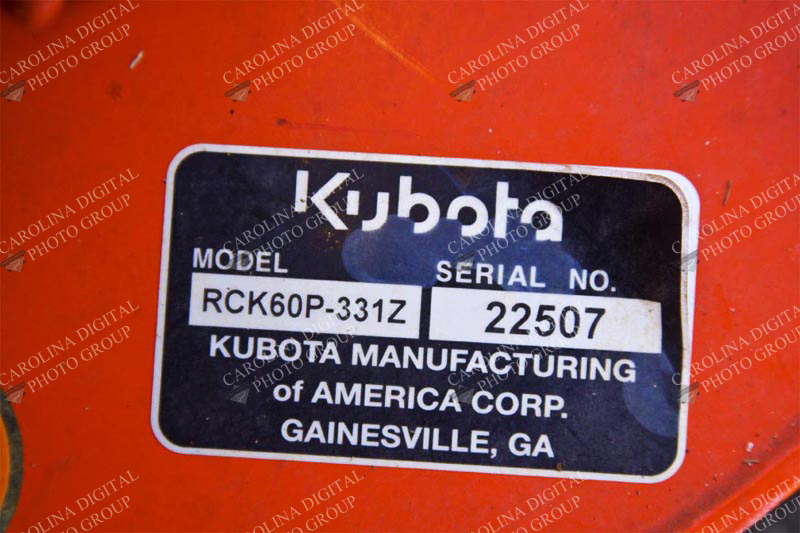 Kubota
MODEL
SERIAL NO.
RCK60P-331Z
22507
KUBOTA MANUFACTURING
of AMERICA CORP.
GAINESVILLE, GA
CAROLINA DIGITAL
PHOTO GROUP